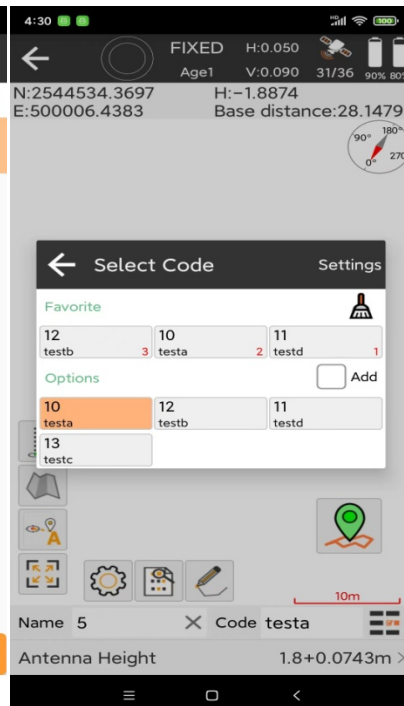 4:30 HD 100
FIXED H:0.050
Age1 V:0.090 31/36 90% 80%
N:2544534.3697 H:-1.8874
E:500006.4383 Base distance:28.1479
90° 180°
0° 270
Select Code Settings
Favorite
12 10 11
testb 3 testa 2 testd 1
Options Add
10 12 11
testa testb testd
13
testc
A
10m
Name 5 Code testa
Antenna Height 1.8+0.0743m